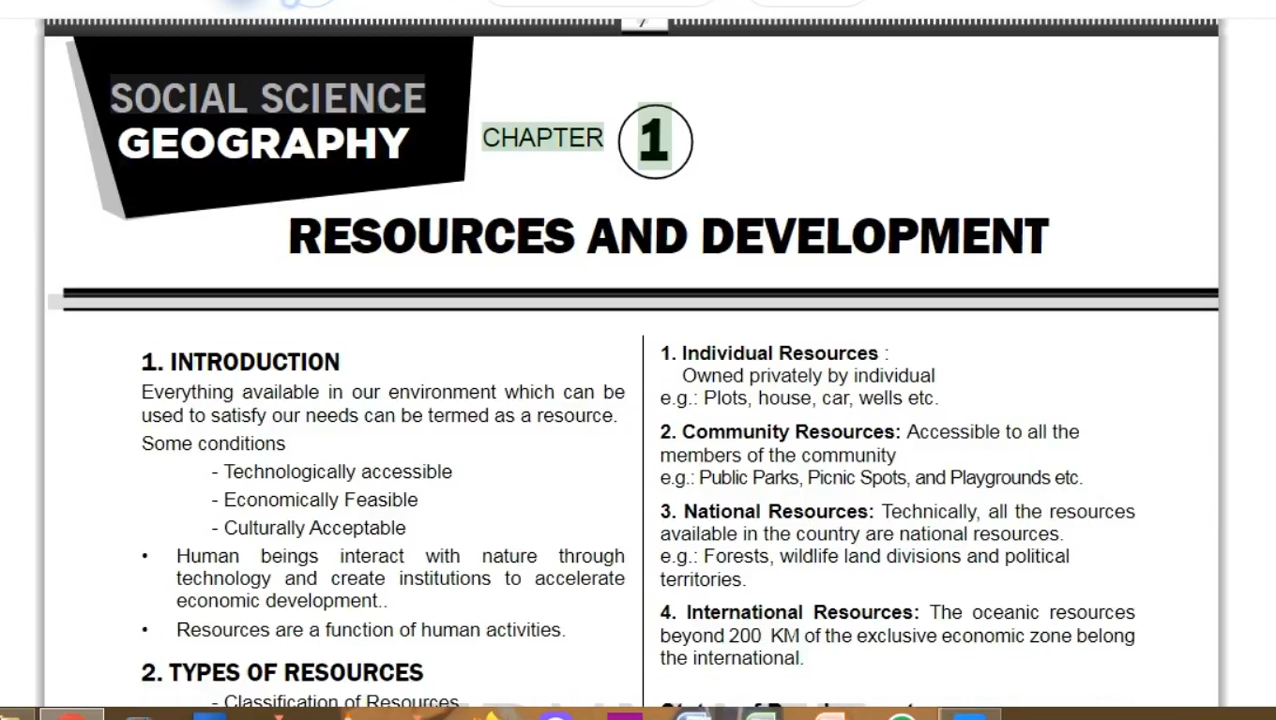 SOCIAL SCIENCE
GEOGRAPHY
CHAPTER 1
RESOURCES AND DEVELOPMENT
1. INTRODUCTION
Everything available in our environment which can be
used to satisfy our needs can be termed as a resource.
Some conditions
- Technologically accessible
- Economically Feasible
- Culturally Acceptable
• Human beings interact with nature through
technology and create institutions to accelerate
economic development..
• Resources are a function of human activities.
2. TYPES OF RESOURCES
- Classification of Resources
1. Individual Resources :
Owned privately by individual
e.g.: Plots, house, car, wells etc.
2. Community Resources: Accessible to all the
members of the community
e.g.: Public Parks, Picnic Spots, and Playgrounds etc.
3. National Resources: Technically, all the resources
available in the country are national resources.
e.g.: Forests, wildlife land divisions and political
territories.
4. International Resources: The oceanic resources
beyond 200 KM of the exclusive economic zone belong
the international.